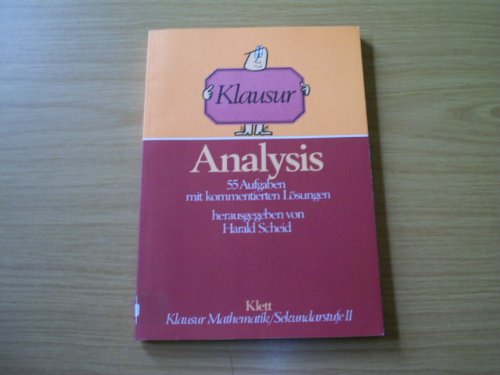 Klausur
Analysis
55 Aufgaben
mit kommentierten Lösungen
herausgegeben von
Harald Scheid
Klett
Klausur Mathematik/Sekundarstufe II